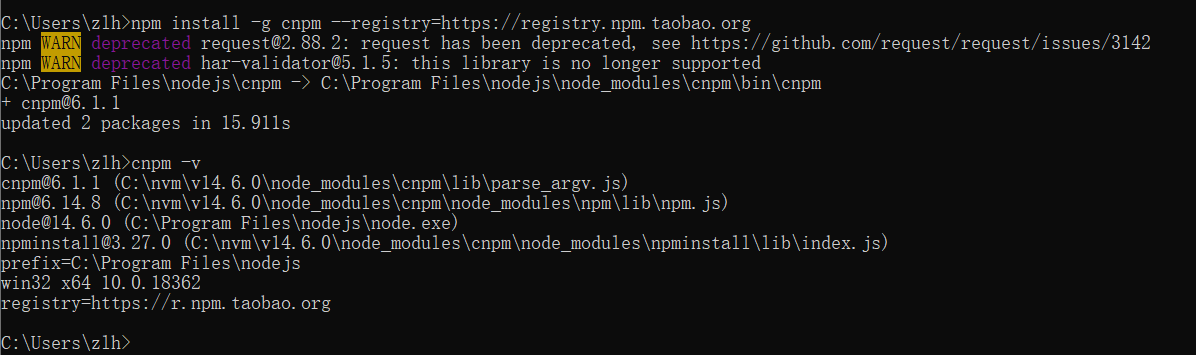 C:\Users\zlh>npm install -g cnpm --registry=https://registry.npm.taobao.org
npm WARN deprecated request@2.88.2: request has been deprecated, see https://github.com/request/request/issues/3142
npm WARN deprecated har-validator@5.1.5: this library is no longer supported
C:\Program Files\nodejs\cnpm -> C:\Program Files\nodejs\node_modules\cnpm\bin\cnpm
+ cnpm@6.1.1
updated 2 packages in 15.911s
C:\Users\zlh>cnpm -v
cnpm@6.1.1 (C:\nvm\v14.6.0\node_modules\cnpm\lib\parse_argv.js)
npm@6.14.8 (C:\nvm\v14.6.0\node_modules\cnpm\node_modules\npm\lib\npm.js)
node@14.6.0 (C:\Program Files\nodejs\node.exe)
npminstall@3.27.0 (C:\nvm\v14.6.0\node_modules\cnpm\node_modules\npminstall\lib\index.js)
prefix=C:\Program Files\nodejs
win32 x64 10.0.18362
registry=https://r.npm.taobao.org
C:\Users\zlh>